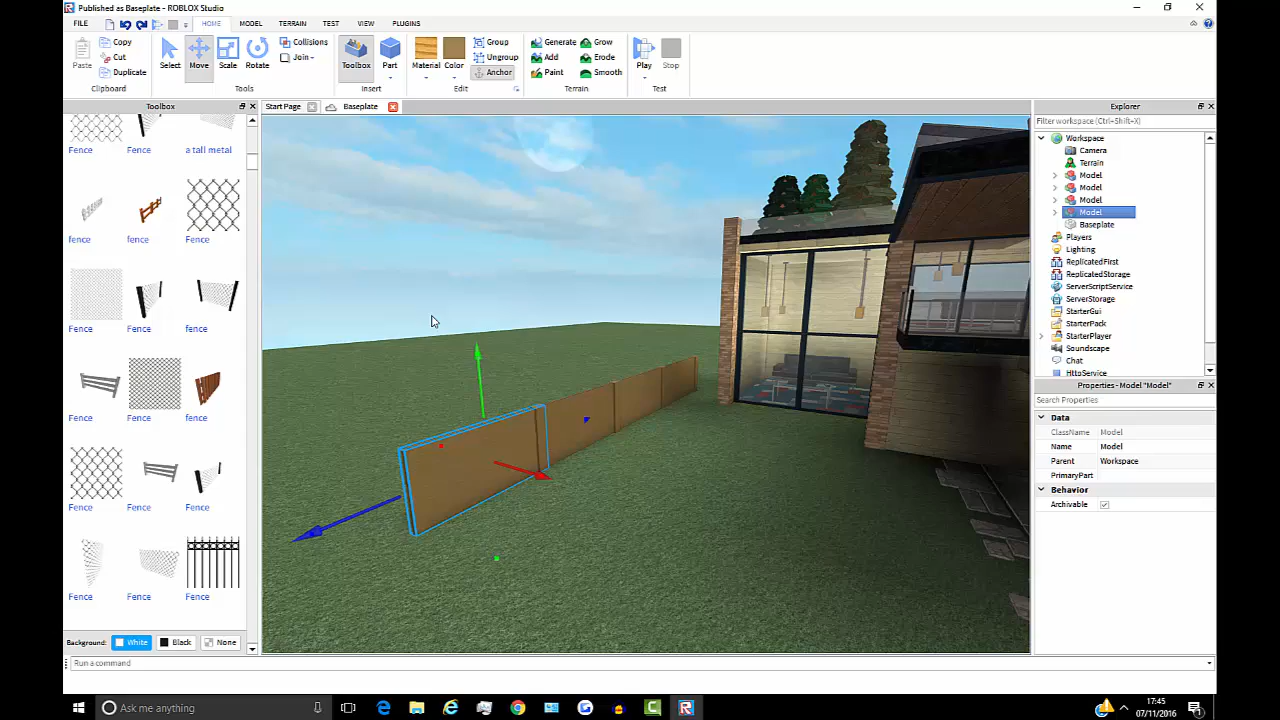 Published as Baseplate - ROBLOX Studio
FILE HOME MODEL TERRAIN TEST VIEW PLUGINS
Paste Copy Cut Duplicate
Clipboard
Select Move Scale Rotate Collisions Join
Tools
Toolbox Part
Insert
Material Color Group Ungroup Anchor
Edit
Generate Grow
Add Erode
Paint Smooth
Terrain
Play Stop
Test
Toolbox
Start Page Baseplate
Fence Fence a tall metal
fence fence Fence
Fence Fence fence
Fence Fence fence
Fence Fence Fence
Fence Fence Fence
Background: White Black None
Explorer
Filter workspace (Ctrl+Shift+X)
Workspace
Camera
Terrain
Model
Model
Model
Model
Baseplate
Players
Lighting
ReplicatedFirst
ReplicatedStorage
ServerScriptService
ServerStorage
StarterGui
StarterPack
StarterPlayer
Soundscape
Chat
HttpService
Properties - Model "Model"
Search Properties
Data
ClassName Model
Name Model
Parent Workspace
PrimaryPart
Behavior
Archivable
Run a command
Ask me anything
17:45
07/11/2016